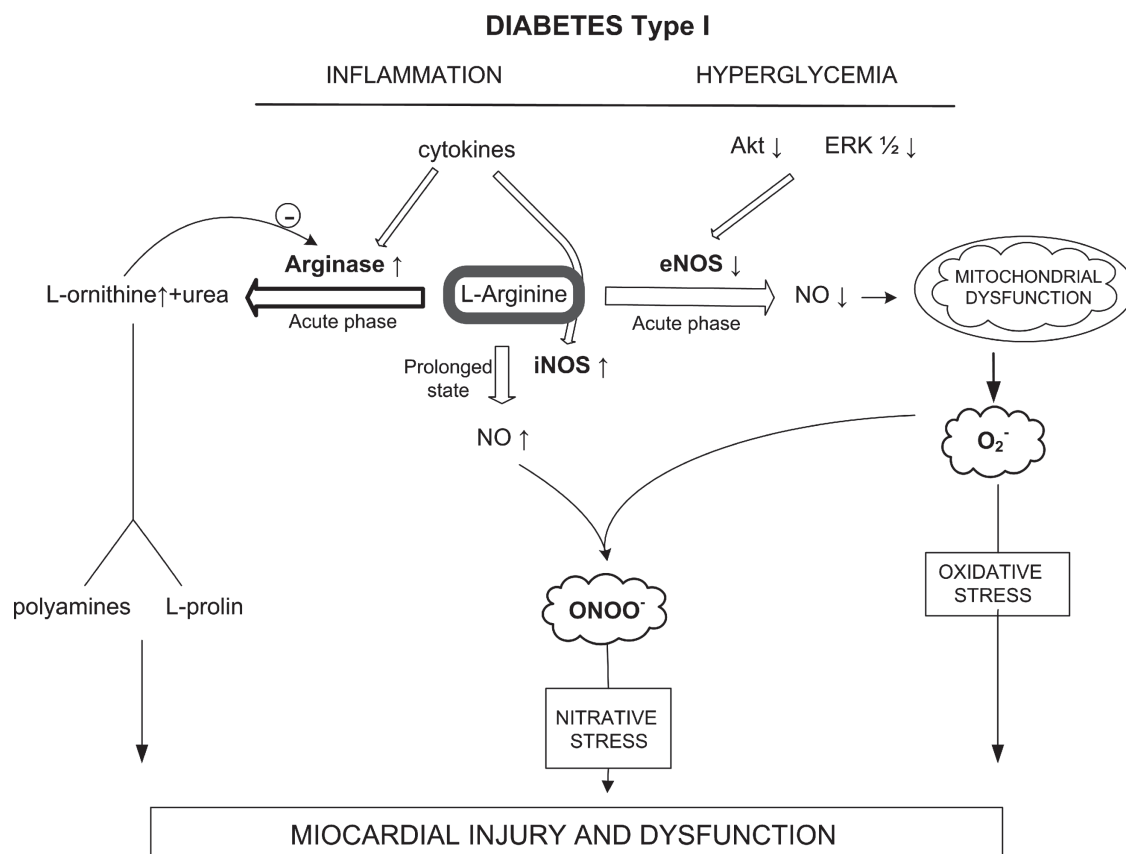 DIABETES Type I
INFLAMMATION
HYPERGLYCEMIA
cytokines
Akt ↓
ERK ½ ↓
-
Arginase ↑
eNOS ↓
L-ornithine↑+urea
L-Arginine
NO ↓
MITOCHONDRIAL
DYSFUNCTION
Acute phase
Acute phase
Prolonged
state
iNOS ↑
NO ↑
O₂⁻
polyamines
L-prolin
ONOO⁻
OXIDATIVE
STRESS
NITRATIVE
STRESS
MIOCARDIAL INJURY AND DYSFUNCTION